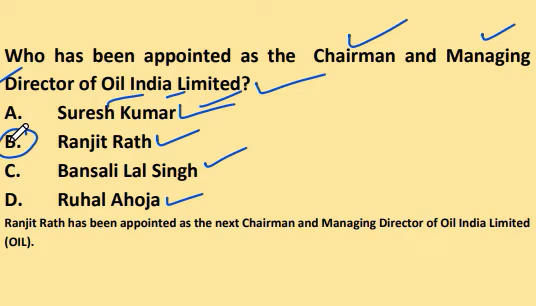 Who has been appointed as the Chairman and Managing
Director of Oil India Limited?
A. Suresh Kumar
B. Ranjit Rath
C. Bansali Lal Singh
D. Ruhal Ahoja
Ranjit Rath has been appointed as the next Chairman and Managing Director of Oil India Limited
(OIL).